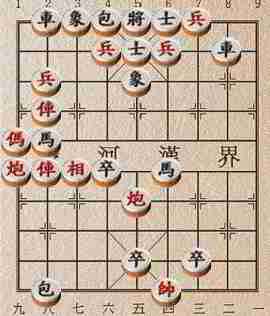 1 2 3 4 5 6 7 8 9
車 象 包 將 士 兵
兵 士 兵 車
兵 象
俥
傌 馬
河 漢 界
炮 俥 相 卒 馬
炮
卒 卒
包 帥
九 八 七 六 五 四 三 二 一